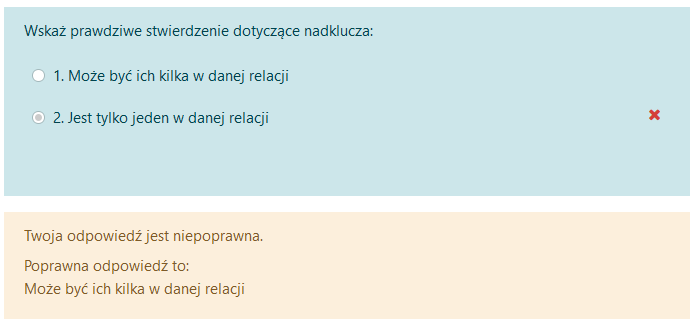 Wskaż prawdziwe stwierdzenie dotyczące nadklucza:
1. Może być ich kilka w danej relacji
2. Jest tylko jeden w danej relacji
Twoja odpowiedź jest niepoprawna.
Poprawna odpowiedź to:
Może być ich kilka w danej relacji